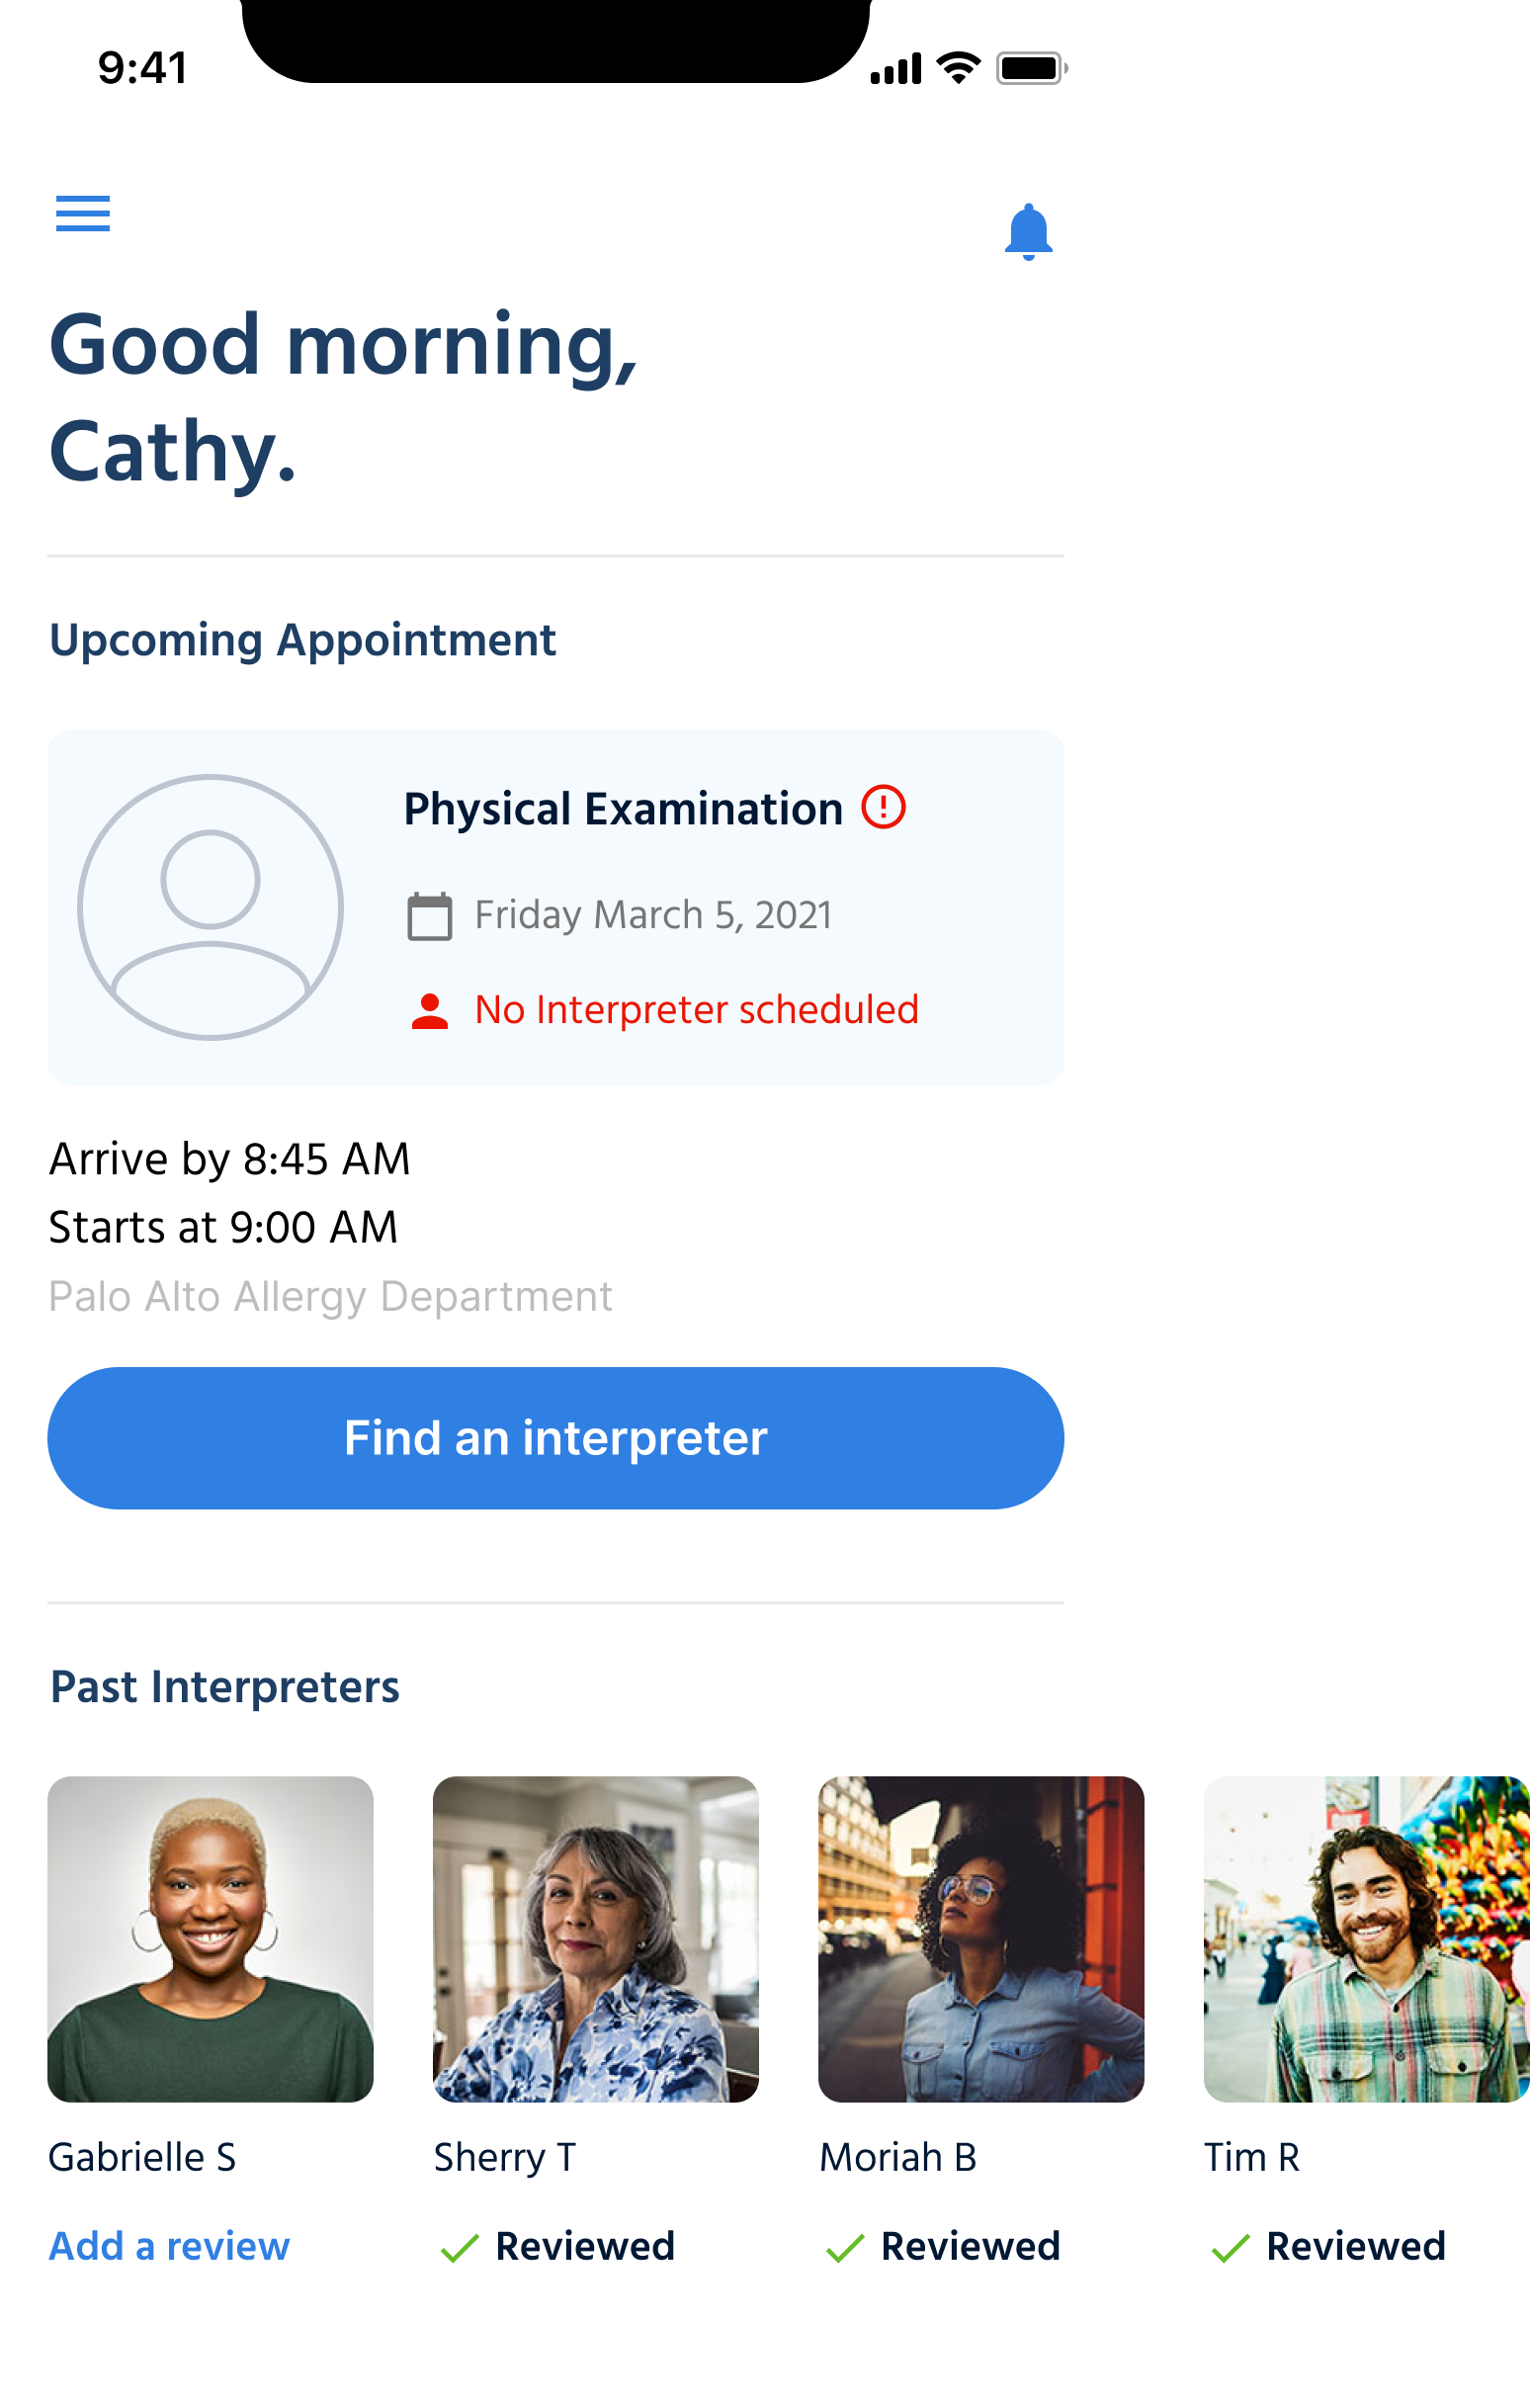 9:41
Good morning,
Cathy.
Upcoming Appointment
Physical Examination
Friday March 5, 2021
No Interpreter scheduled
Arrive by 8:45 AM
Starts at 9:00 AM
Palo Alto Allergy Department
Find an interpreter
Past Interpreters
Gabrielle S
Sherry T
Moriah B
Tim R
Add a review
Reviewed
Reviewed
Reviewed